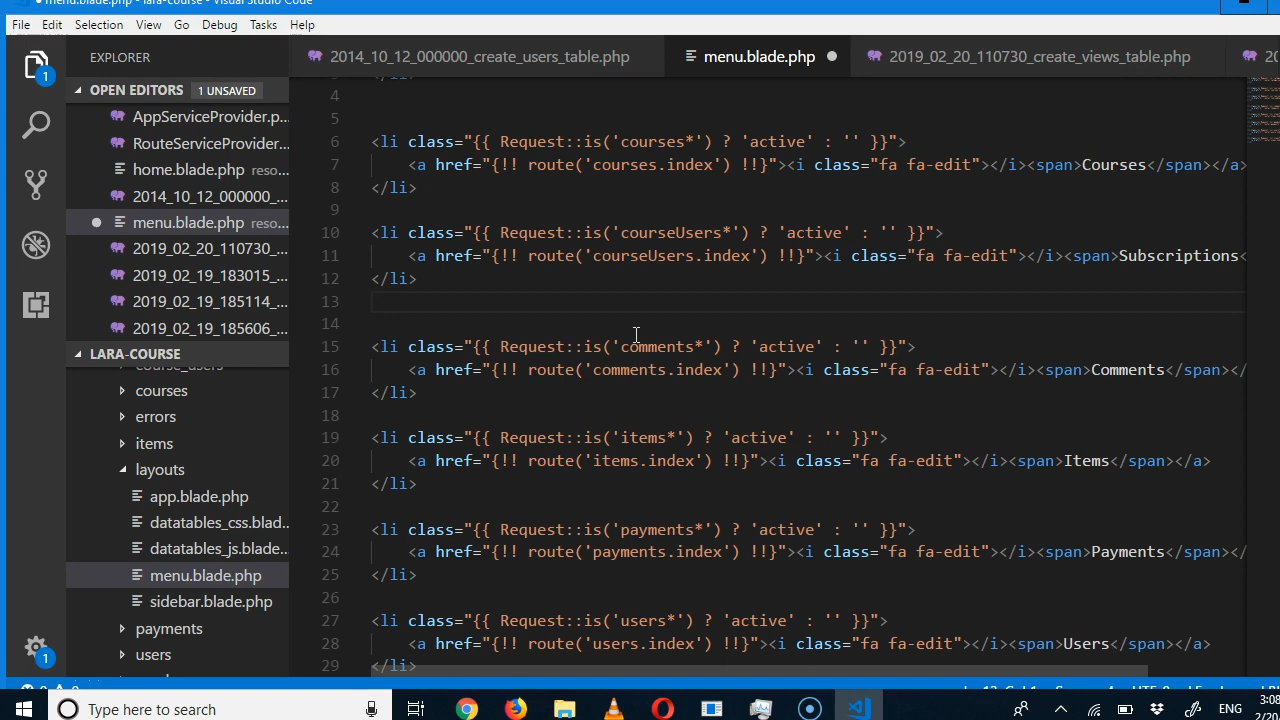 menu.blade.php - lara-course - Visual Studio Code
File Edit Selection View Go Debug Tasks Help
EXPLORER
2014_10_12_000000_create_users_table.php
menu.blade.php
2019_02_20_110730_create_views_table.php
OPEN EDITORS 1 UNSAVED
AppServiceProvider.p...
RouteServiceProvider...
home.blade.php reso...
2014_10_12_000000_...
menu.blade.php reso...
2019_02_20_110730_...
2019_02_19_183015_...
2019_02_19_185114_...
2019_02_19_185606_...
LARA-COURSE
course_users
courses
errors
items
layouts
app.blade.php
datatables_css.blad...
datatables_js.blade...
menu.blade.php
sidebar.blade.php
payments
users
1
1
4
5
6 <li class="{{ Request::is('courses*') ? 'active' : '' }}">
7 <a href="{!! route('courses.index') !!}"><i class="fa fa-edit"></i><span>Courses</span></a>
8 </li>
9
10 <li class="{{ Request::is('courseUsers*') ? 'active' : '' }}">
11 <a href="{!! route('courseUsers.index') !!}"><i class="fa fa-edit"></i><span>Subscriptions<
12 </li>
13
14
15 <li class="{{ Request::is('comments*') ? 'active' : '' }}">
16 <a href="{!! route('comments.index') !!}"><i class="fa fa-edit"></i><span>Comments</span></
17 </li>
18
19 <li class="{{ Request::is('items*') ? 'active' : '' }}">
20 <a href="{!! route('items.index') !!}"><i class="fa fa-edit"></i><span>Items</span></a>
21 </li>
22
23 <li class="{{ Request::is('payments*') ? 'active' : '' }}">
24 <a href="{!! route('payments.index') !!}"><i class="fa fa-edit"></i><span>Payments</span></
25 </li>
26
27 <li class="{{ Request::is('users*') ? 'active' : '' }}">
28 <a href="{!! route('users.index') !!}"><i class="fa fa-edit"></i><span>Users</span></a>
29 </li>
Type here to search
ENG